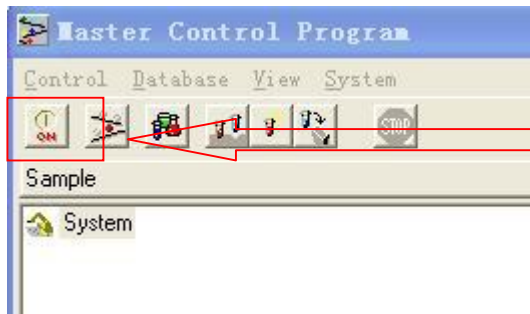 Master Control Program
Control Database View System
ON STOP
Sample
System